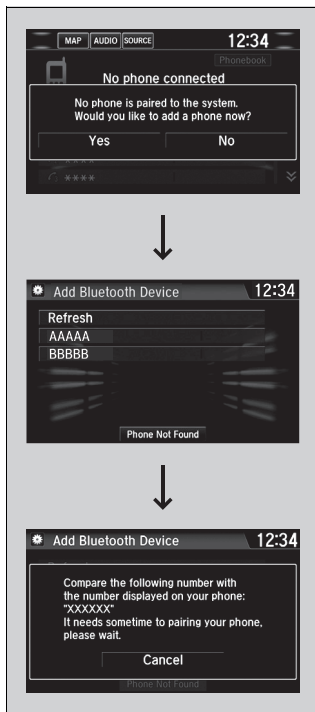 MAP AUDIO SOURCE 12:34
Phonebook
No phone connected
No phone is paired to the system.
Would you like to add a phone now?
Yes No
****
****
Add Bluetooth Device 12:34
Refresh
AAAAA
BBBBB
Phone Not Found
Add Bluetooth Device 12:34
Compare the following number with
the number displayed on your phone:
"XXXXXX"
It needs sometime to pairing your phone,
please wait.
Cancel
Phone Not Found